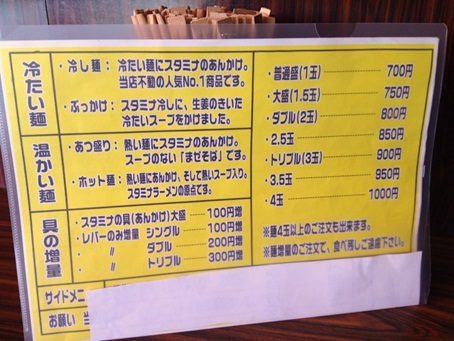 冷たい麺
・冷し麺：冷たい麺にスタミナのあんかけ。
当店不動の人気No.1商品です。
・ぶっかけ：スタミナ冷しに、生姜のきいた
冷たいスープをかけました。
温かい麺
・あつ盛り：熱い麺にスタミナのあんかけ。
スープのない「まぜそば」です。
・ホット麺：熱い麺にあんかけ、そして熱いスープ入り。
スタミナラーメンの原点です。
具の増量
・スタミナの具(あんかけ)大盛 100円増
・レバーのみ増量 シングル 100円増
〃 ダブル 200円増
〃 トリプル 300円増
サイドメニ
お願い
・普通盛(1玉) 700円
・大盛(1.5玉) 750円
・ダブル(2玉) 800円
・2.5玉 850円
・トリプル(3玉) 900円
・3.5玉 950円
・4玉 1000円
※麺4玉以上のご注文も出来ます。
※麺増量のご注文で、食べ残しご遠慮下さい。